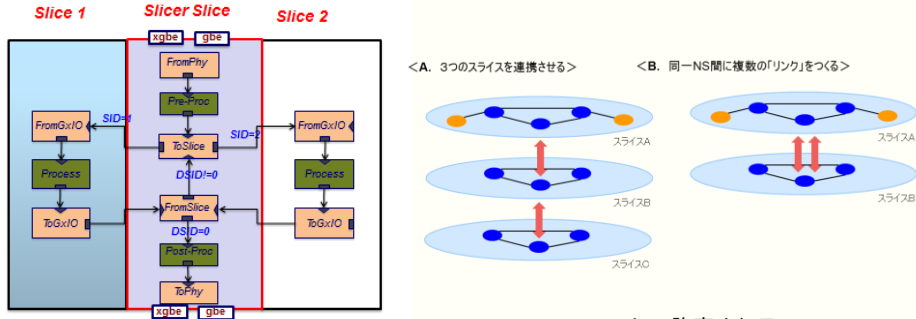 Slice 1
Slicer Slice
Slice 2
xgbe
gbe
FromPhy
Pre-Proc
FromGxIO
SID=1
ToSlice
SID=2
FromGxIO
Process
DSID!=0
Process
ToGxIO
FromSlice
ToGxIO
DSID=0
Post-Proc
ToPhy
xgbe
gbe
<A. 3つのスライスを連携させる>
スライスA
スライスB
スライスC
<B. 同一NS間に複数の「リンク」をつくる>
スライスA
スライスB